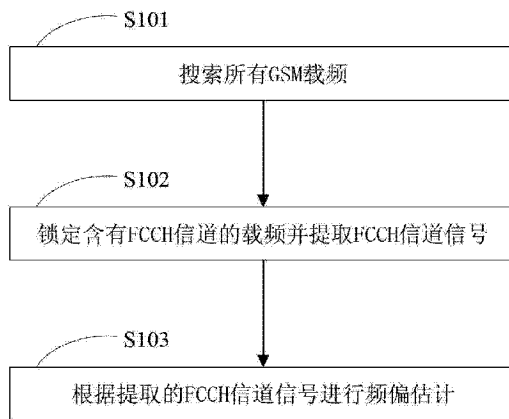 S101
搜索所有GSM载频
S102
锁定含有FCCH信道的载频并提取FCCH信道信号
S103
根据提取的FCCH信道信号进行频偏估计